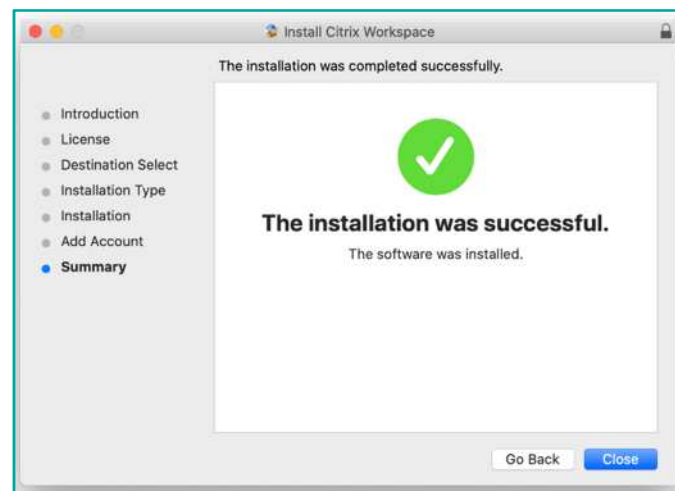 Install Citrix Workspace
The installation was completed successfully.
Introduction
License
Destination Select
Installation Type
Installation
Add Account
Summary
The installation was successful.
The software was installed.
Go Back
Close